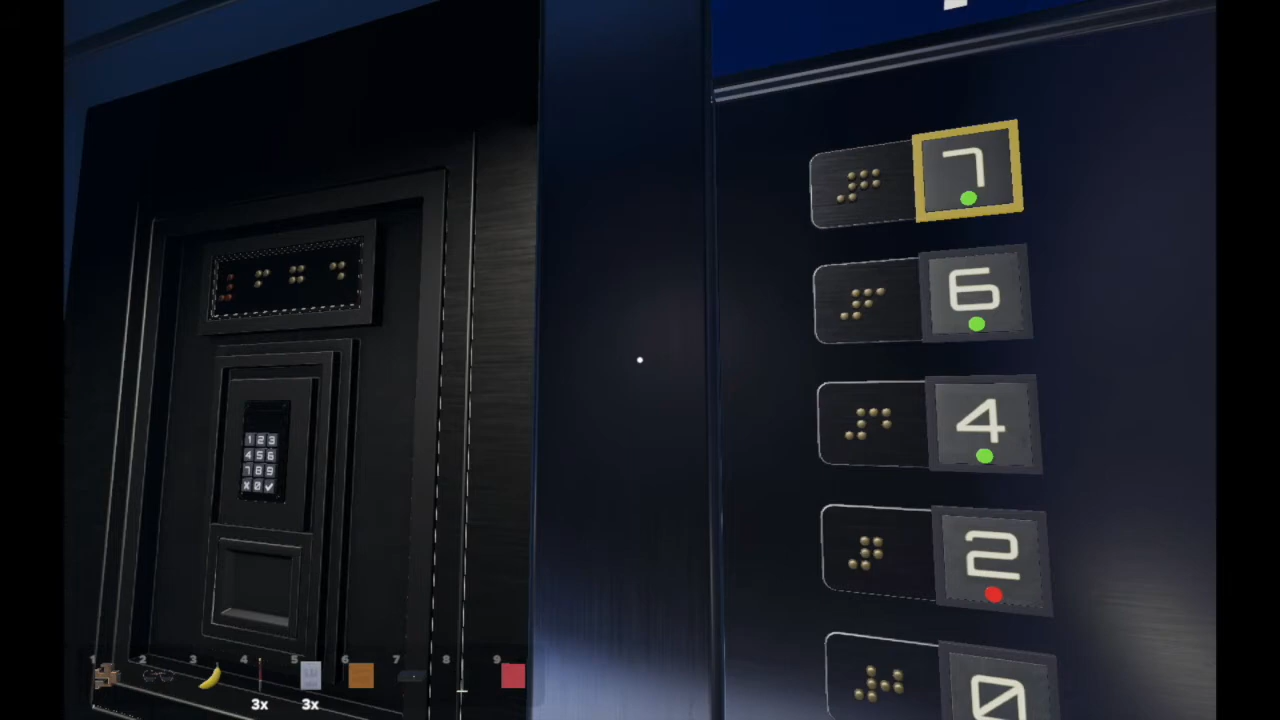 ⠼⠛ 7
⠼⠋ 6
⠼⠙ 4
⠼⠃ 2
⠼⠚ 0
1 2 3
4 5 6
7 8 9
X 0 ✓
1 2 3 4 5 6 7 8 9
3x 3x